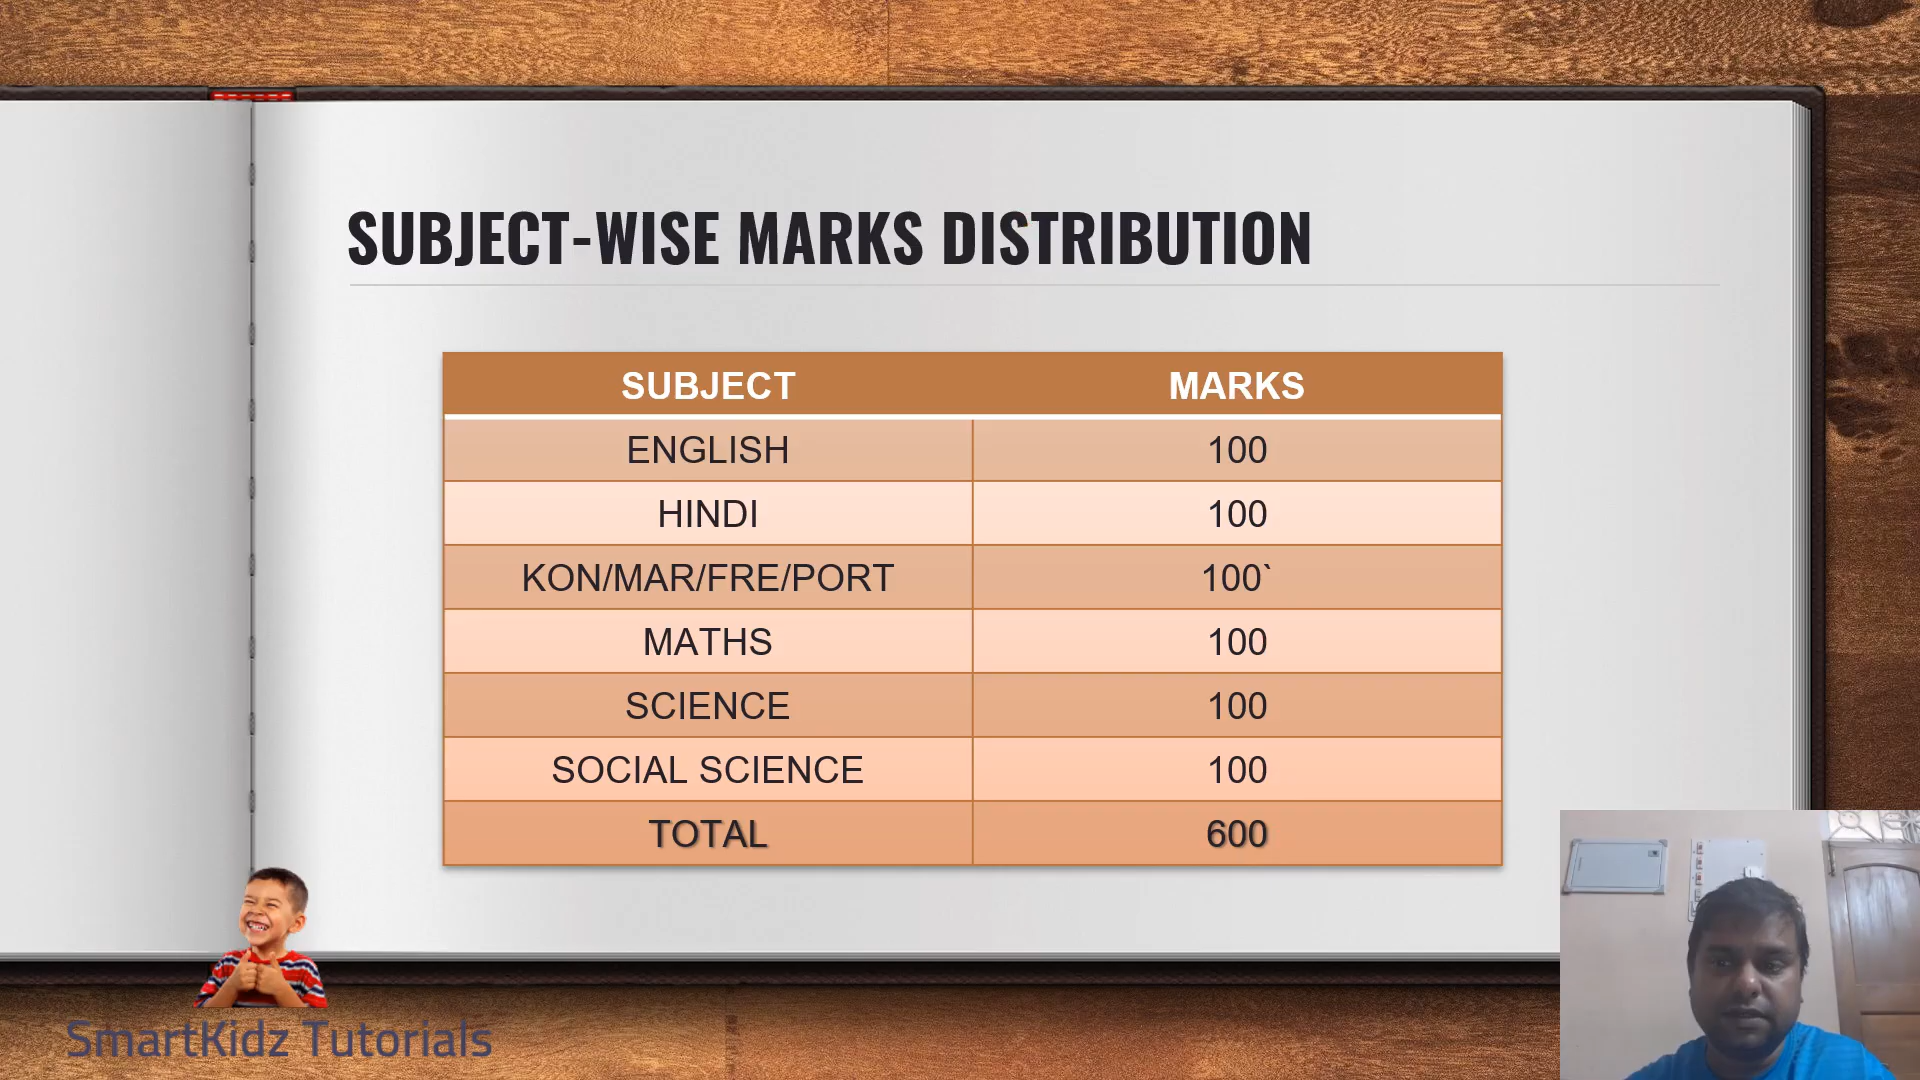 SUBJECT-WISE MARKS DISTRIBUTION
SUBJECT MARKS
ENGLISH 100
HINDI 100
KON/MAR/FRE/PORT 100`
MATHS 100
SCIENCE 100
SOCIAL SCIENCE 100
TOTAL 600
SmartKidz Tutorials